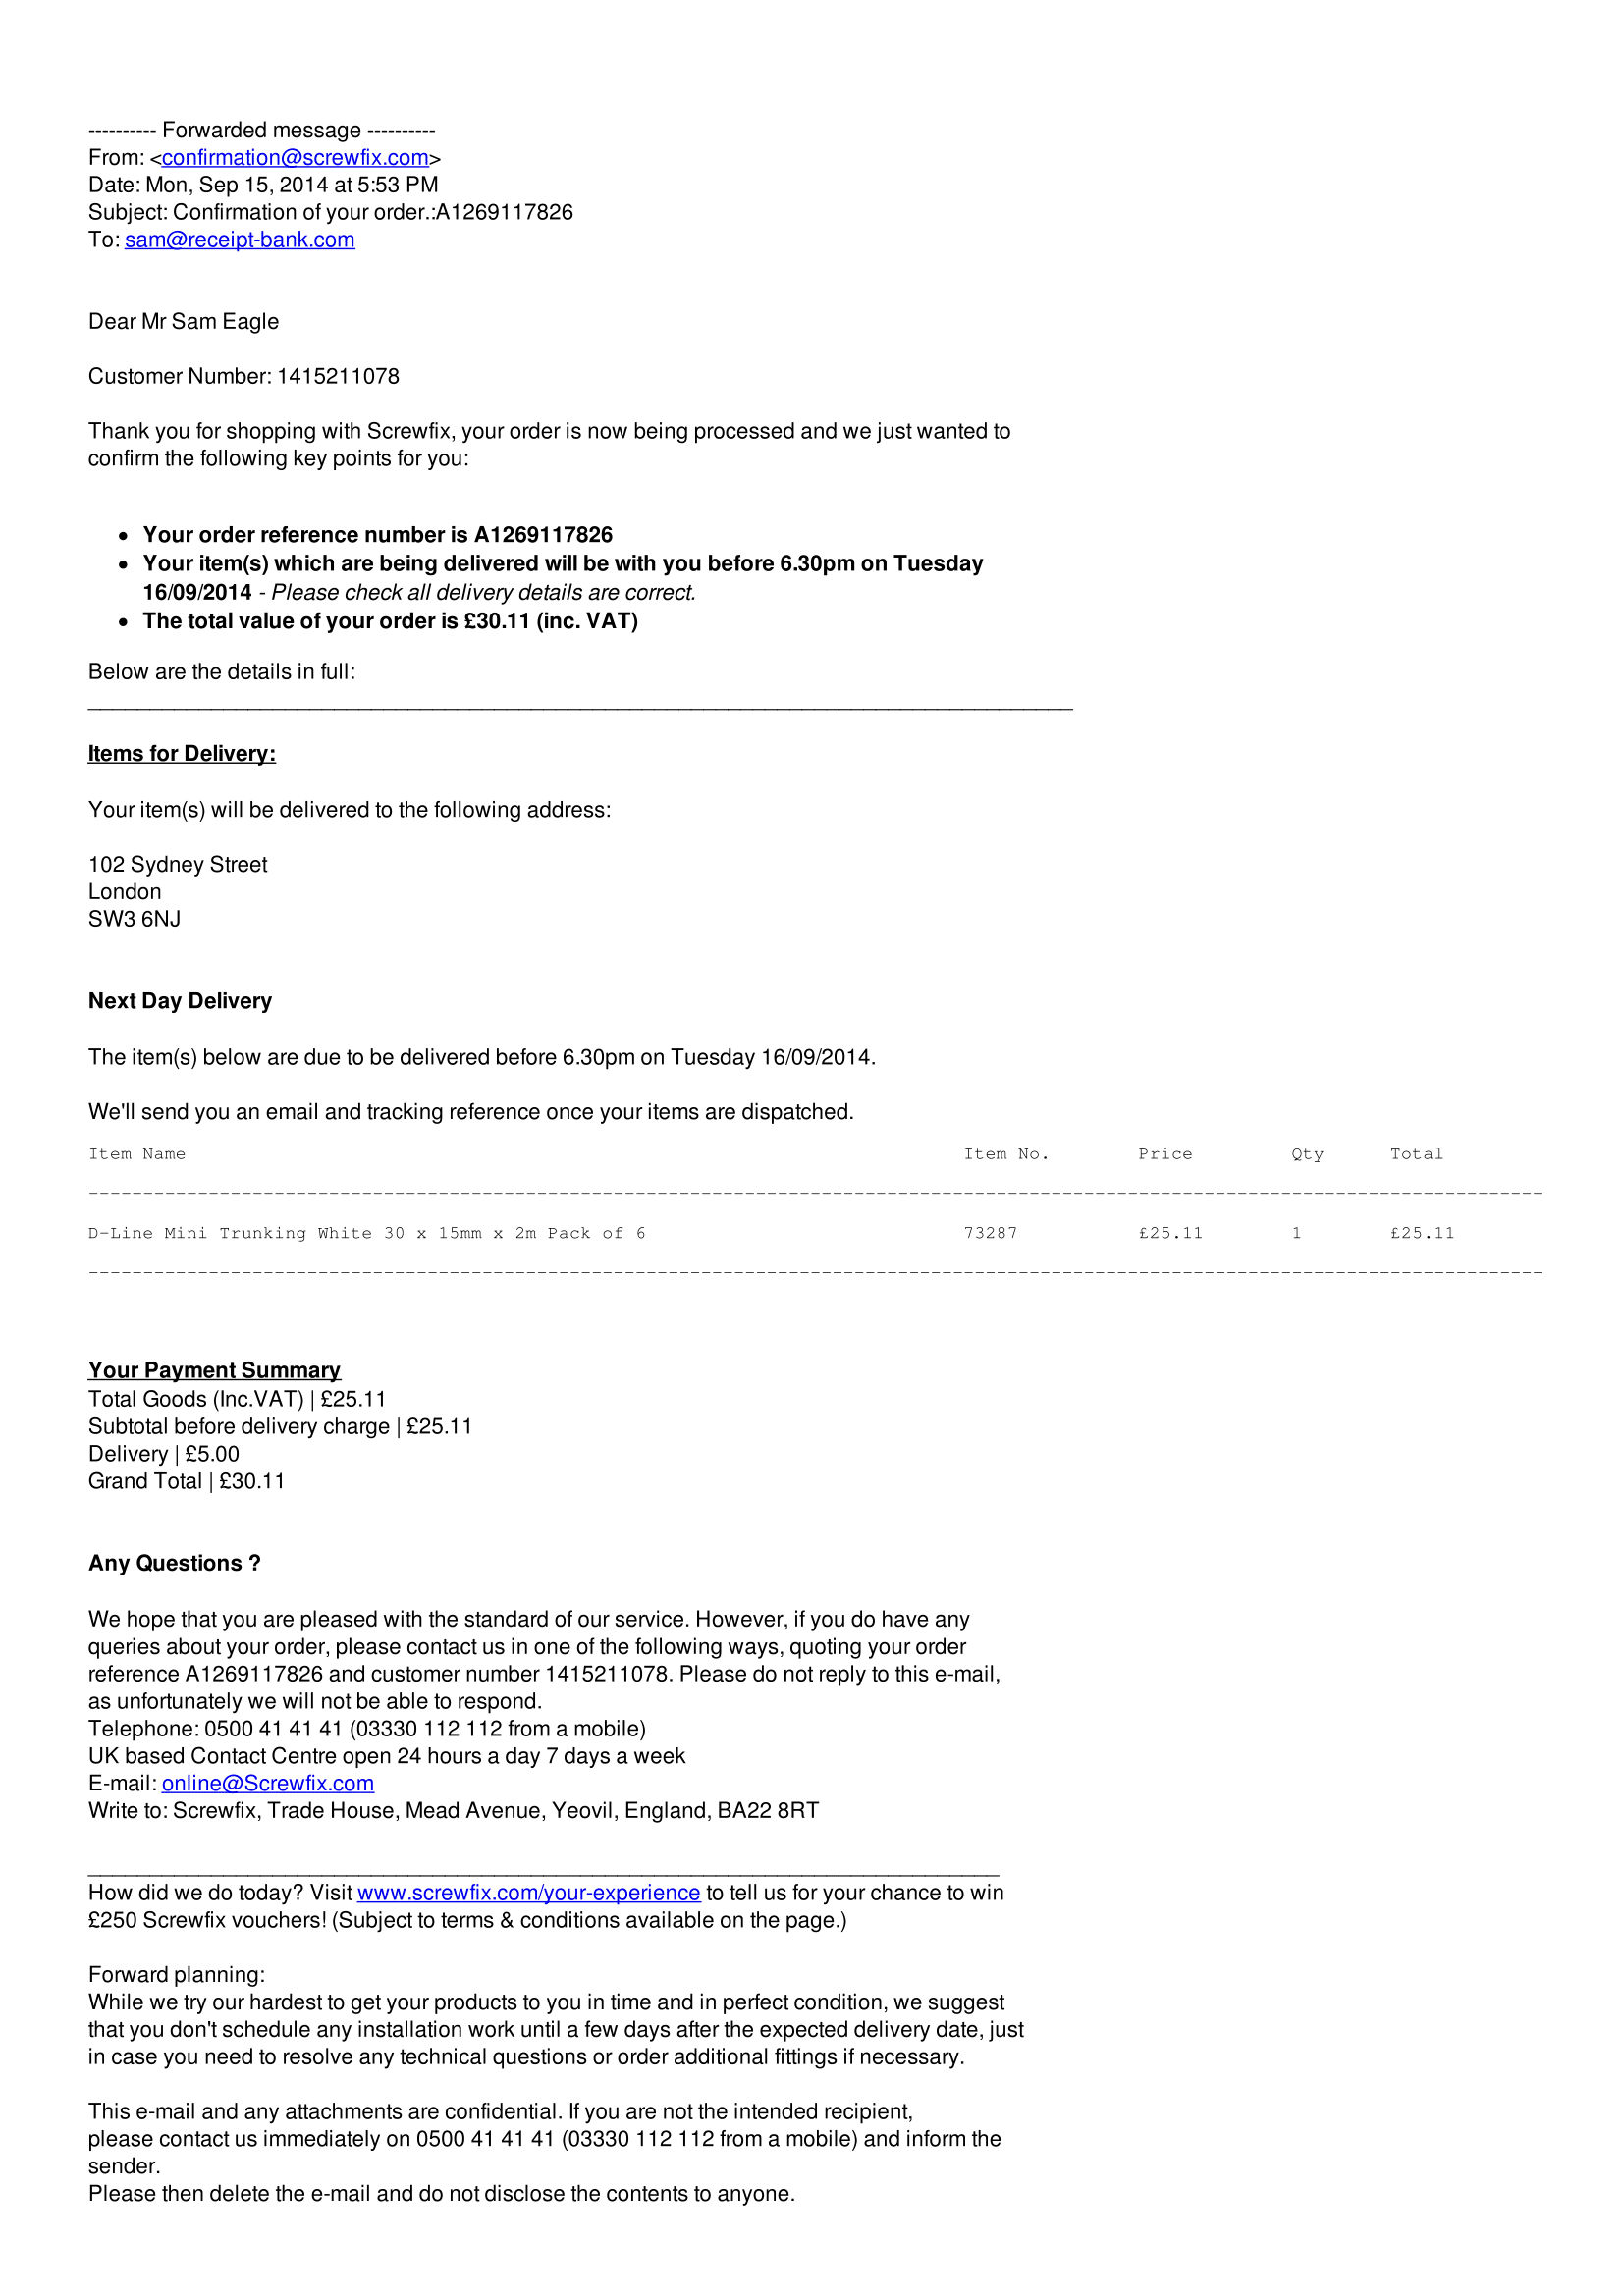 ---------- Forwarded message ----------
From: <confirmation@screwfix.com>
Date: Mon, Sep 15, 2014 at 5:53 PM
Subject: Confirmation of your order.:A1269117826
To: sam@receipt-bank.com
Dear Mr Sam Eagle
Customer Number: 1415211078
Thank you for shopping with Screwfix, your order is now being processed and we just wanted to
confirm the following key points for you:
• Your order reference number is A1269117826
• Your item(s) which are being delivered will be with you before 6.30pm on Tuesday
16/09/2014 - Please check all delivery details are correct.
• The total value of your order is £30.11 (inc. VAT)
Below are the details in full:
Items for Delivery:
Your item(s) will be delivered to the following address:
102 Sydney Street
London
SW3 6NJ
Next Day Delivery
The item(s) below are due to be delivered before 6.30pm on Tuesday 16/09/2014.
We'll send you an email and tracking reference once your items are dispatched.
Item Name Item No. Price Qty Total
D-Line Mini Trunking White 30 x 15mm x 2m Pack of 6 73287 £25.11 1 £25.11
Your Payment Summary
Total Goods (Inc.VAT) | £25.11
Subtotal before delivery charge | £25.11
Delivery | £5.00
Grand Total | £30.11
Any Questions ?
We hope that you are pleased with the standard of our service. However, if you do have any
queries about your order, please contact us in one of the following ways, quoting your order
reference A1269117826 and customer number 1415211078. Please do not reply to this e-mail,
as unfortunately we will not be able to respond.
Telephone: 0500 41 41 41 (03330 112 112 from a mobile)
UK based Contact Centre open 24 hours a day 7 days a week
E-mail: online@Screwfix.com
Write to: Screwfix, Trade House, Mead Avenue, Yeovil, England, BA22 8RT
How did we do today? Visit www.screwfix.com/your-experience to tell us for your chance to win
£250 Screwfix vouchers! (Subject to terms & conditions available on the page.)
Forward planning:
While we try our hardest to get your products to you in time and in perfect condition, we suggest
that you don't schedule any installation work until a few days after the expected delivery date, just
in case you need to resolve any technical questions or order additional fittings if necessary.
This e-mail and any attachments are confidential. If you are not the intended recipient,
please contact us immediately on 0500 41 41 41 (03330 112 112 from a mobile) and inform the
sender.
Please then delete the e-mail and do not disclose the contents to anyone.